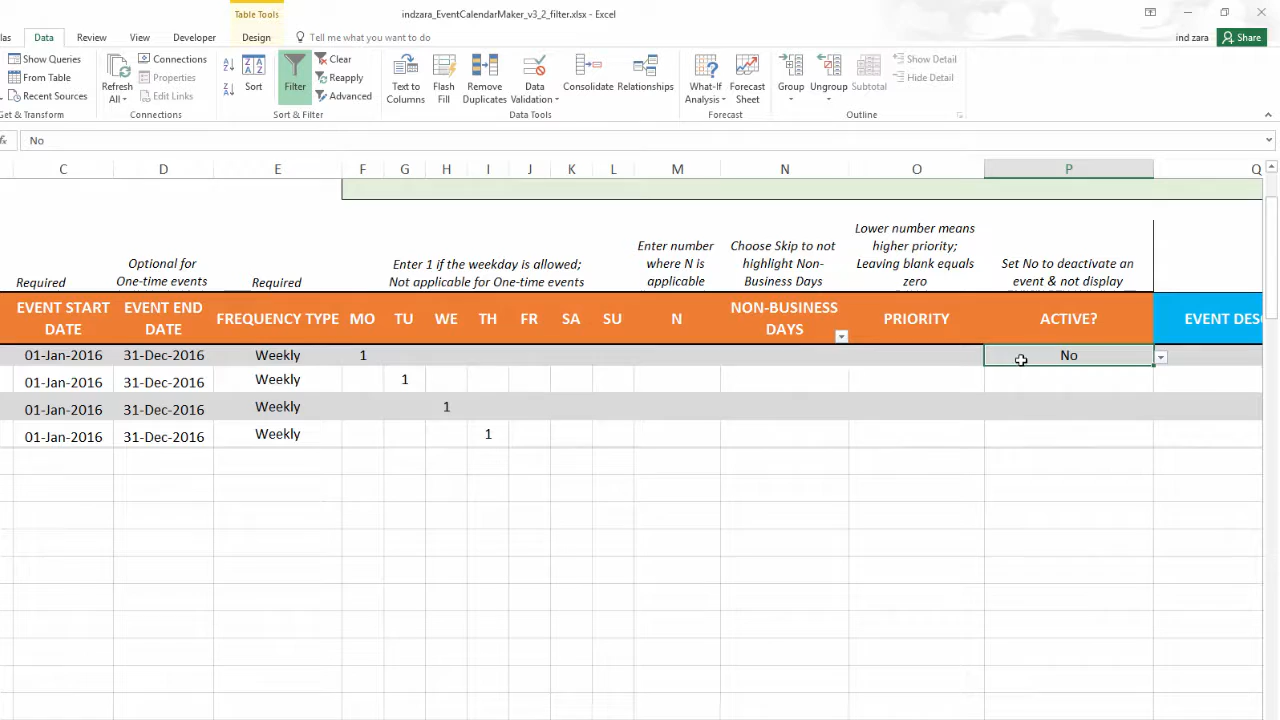 Table Tools
indzara_EventCalendarMaker_v3_2_filter.xlsx - Excel
las
Data
Review
View
Developer
Design
Tell me what you want to do
ind zara
Share
Show Queries
From Table
Recent Sources
Get & Transform
Refresh
All
Connections
Properties
Edit Links
Connections
Sort
Filter
Clear
Reapply
Advanced
Sort & Filter
Text to
Columns
Flash
Fill
Remove
Duplicates
Data
Validation
Consolidate
Relationships
Data Tools
What-If
Analysis
Forecast
Sheet
Forecast
Group
Ungroup
Subtotal
Show Detail
Hide Detail
Outline
fx No
C D E F G H I J K L M N O P Q
Required
Optional for
One-time events
Required
Enter 1 if the weekday is allowed;
Not applicable for One-time events
Enter number
where N is
applicable
Choose Skip to not
highlight Non-
Business Days
Lower number means
higher priority;
Leaving blank equals
zero
Set No to deactivate an
event & not display
EVENT START
DATE
EVENT END
DATE
FREQUENCY TYPE
MO TU WE TH FR SA SU N
NON-BUSINESS
DAYS
PRIORITY
ACTIVE?
EVENT DES
01-Jan-2016 31-Dec-2016 Weekly 1 No
01-Jan-2016 31-Dec-2016 Weekly 1
01-Jan-2016 31-Dec-2016 Weekly 1
01-Jan-2016 31-Dec-2016 Weekly 1